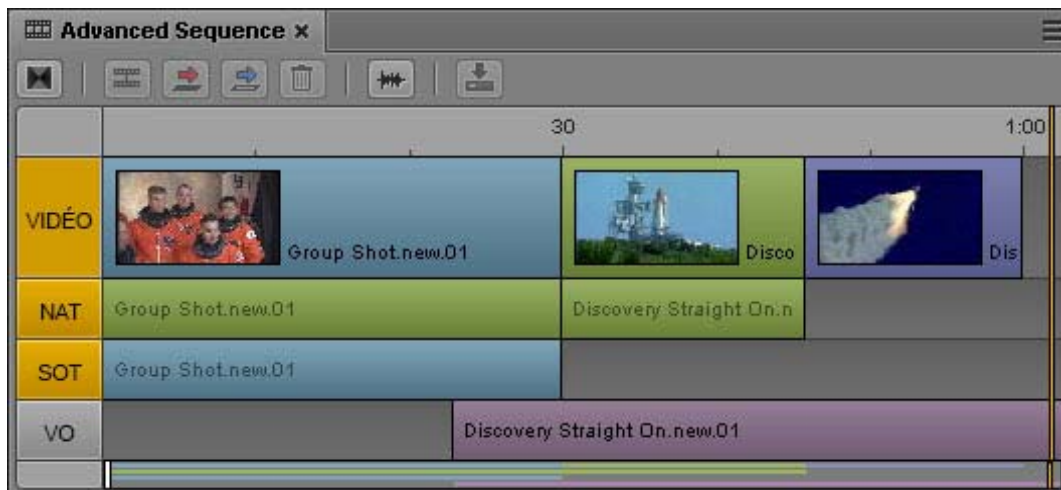 Advanced Sequence ×
30 1:00
VIDÉO Group Shot.new.01 Disco Dis
NAT Group Shot.new.01 Discovery Straight On.n
SOT Group Shot.new.01
VO Discovery Straight On.new.01